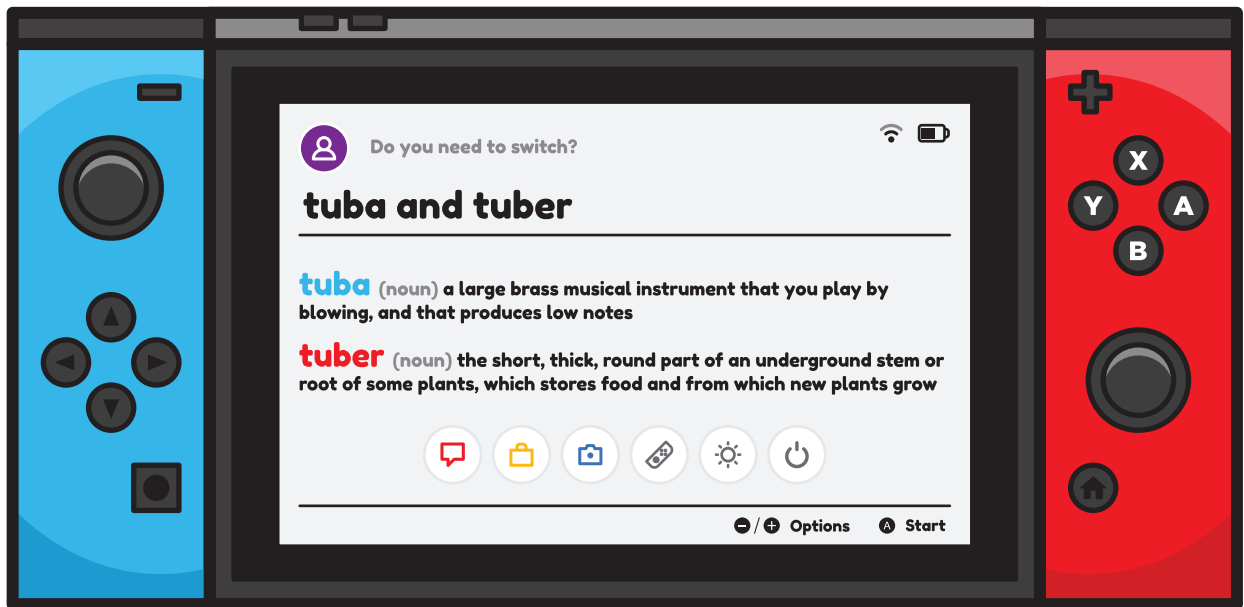 Do you need to switch?
tuba and tuber
tuba (noun) a large brass musical instrument that you play by
blowing, and that produces low notes
tuber (noun) the short, thick, round part of an underground stem or
root of some plants, which stores food and from which new plants grow
X
Y A
B
/ Options A Start